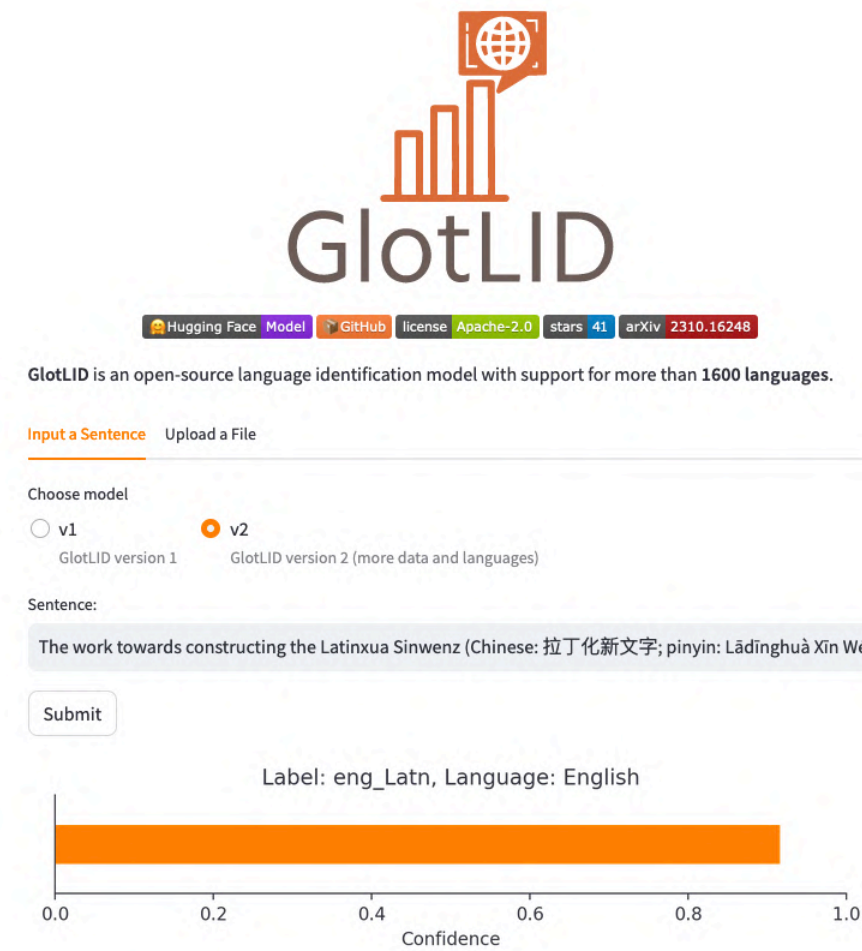 GlotLID
Hugging Face Model GitHub license Apache-2.0 stars 41 arXiv 2310.16248
GlotLID is an open-source language identification model with support for more than 1600 languages.
Input a Sentence Upload a File
Choose model
v1 v2
GlotLID version 1 GlotLID version 2 (more data and languages)
Sentence:
The work towards constructing the Latinxua Sinwenz (Chinese: 拉丁化新文字; pinyin: Lādīnghuà Xīn We
Submit
Label: eng_Latn, Language: English
0.0 0.2 0.4 0.6 0.8 1.0
Confidence